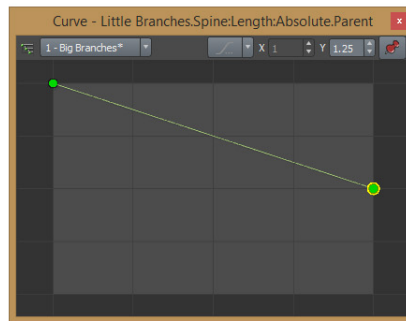 Curve - Little Branches.Spine:Length:Absolute.Parent x
1 - Big Branches* X 1 Y 1.25